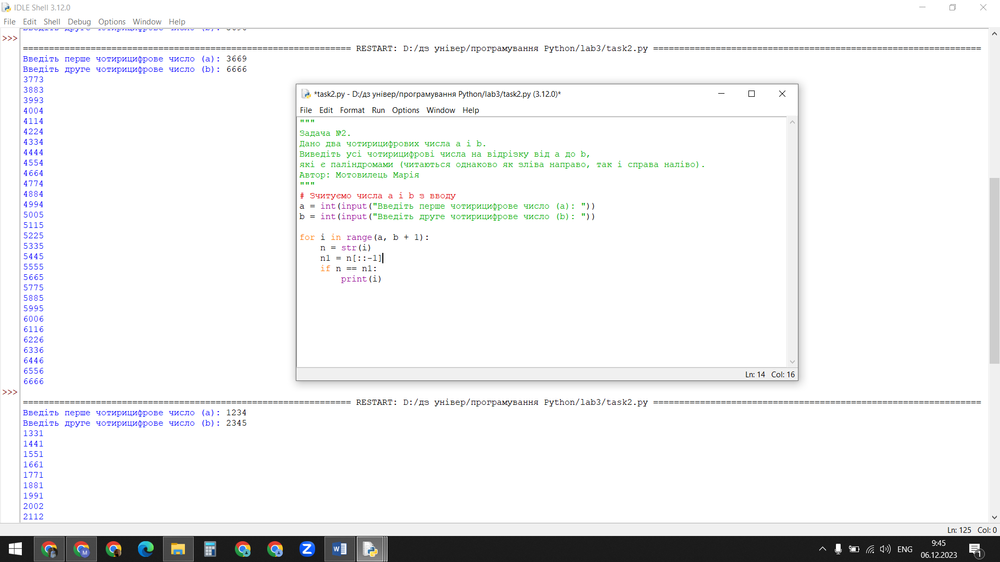 IDLE Shell 3.12.0
File Edit Shell Debug Options Window Help
>>>
=============================================================== RESTART: D:/дз універ/програмування Python/lab3/task2.py ===============================================================
Введіть перше чотирицифрове число (a): 3669
Введіть друге чотирицифрове число (b): 6666
3773
3883
3993
4004
4114
4224
4334
4444
4554
4664
4774
4884
4994
5005
5115
5225
5335
5445
5555
5665
5775
5885
5995
6006
6116
6226
6336
6446
6556
6666
>>>
=============================================================== RESTART: D:/дз універ/програмування Python/lab3/task2.py ===============================================================
Введіть перше чотирицифрове число (a): 1234
Введіть друге чотирицифрове число (b): 2345
1331
1441
1551
1661
1771
1881
1991
2002
2112
Ln: 125 Col: 0
*task2.py - D:/дз універ/програмування Python/lab3/task2.py (3.12.0)*
File Edit Format Run Options Window Help
"""
Задача №2.
Дано два чотирицифрових числа a і b.
Виведіть усі чотирицифрові числа на відрізку від a до b,
які є паліндромами (читаються однаково як зліва направо, так і справа наліво).
Автор: Мотовилець Марія
"""
# Зчитуємо числа a і b з вводу
a = int(input("Введіть перше чотирицифрове число (a): "))
b = int(input("Введіть друге чотирицифрове число (b): "))
for i in range(a, b + 1):
n = str(i)
n1 = n[::-1]
if n == n1:
print(i)
Ln: 14 Col: 16
ENG
9:45
06.12.2023
1